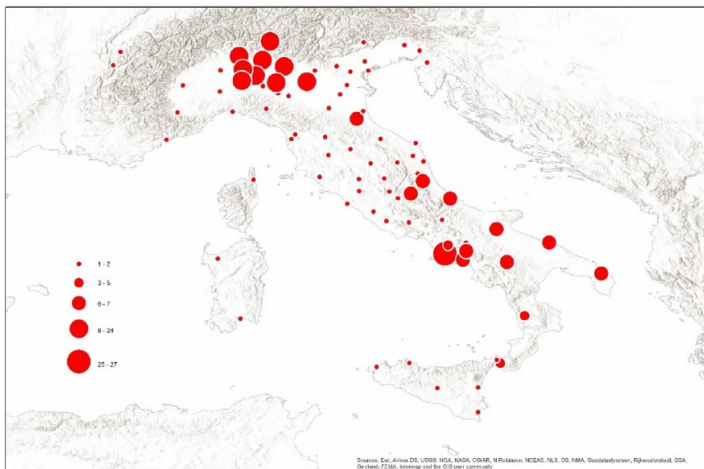 1 - 2
3 - 5
6 - 7
8 - 24
25 - 27
Sources: Esri, Airbus DS, USGS, NGA, NASA, CGIAR, N Robinson, NCEAS, NLS, OS, NMA, Geodatastyrelsen, Rijkswaterstaat, GSA,
Geoland, FEMA, Intermap and the GIS user community